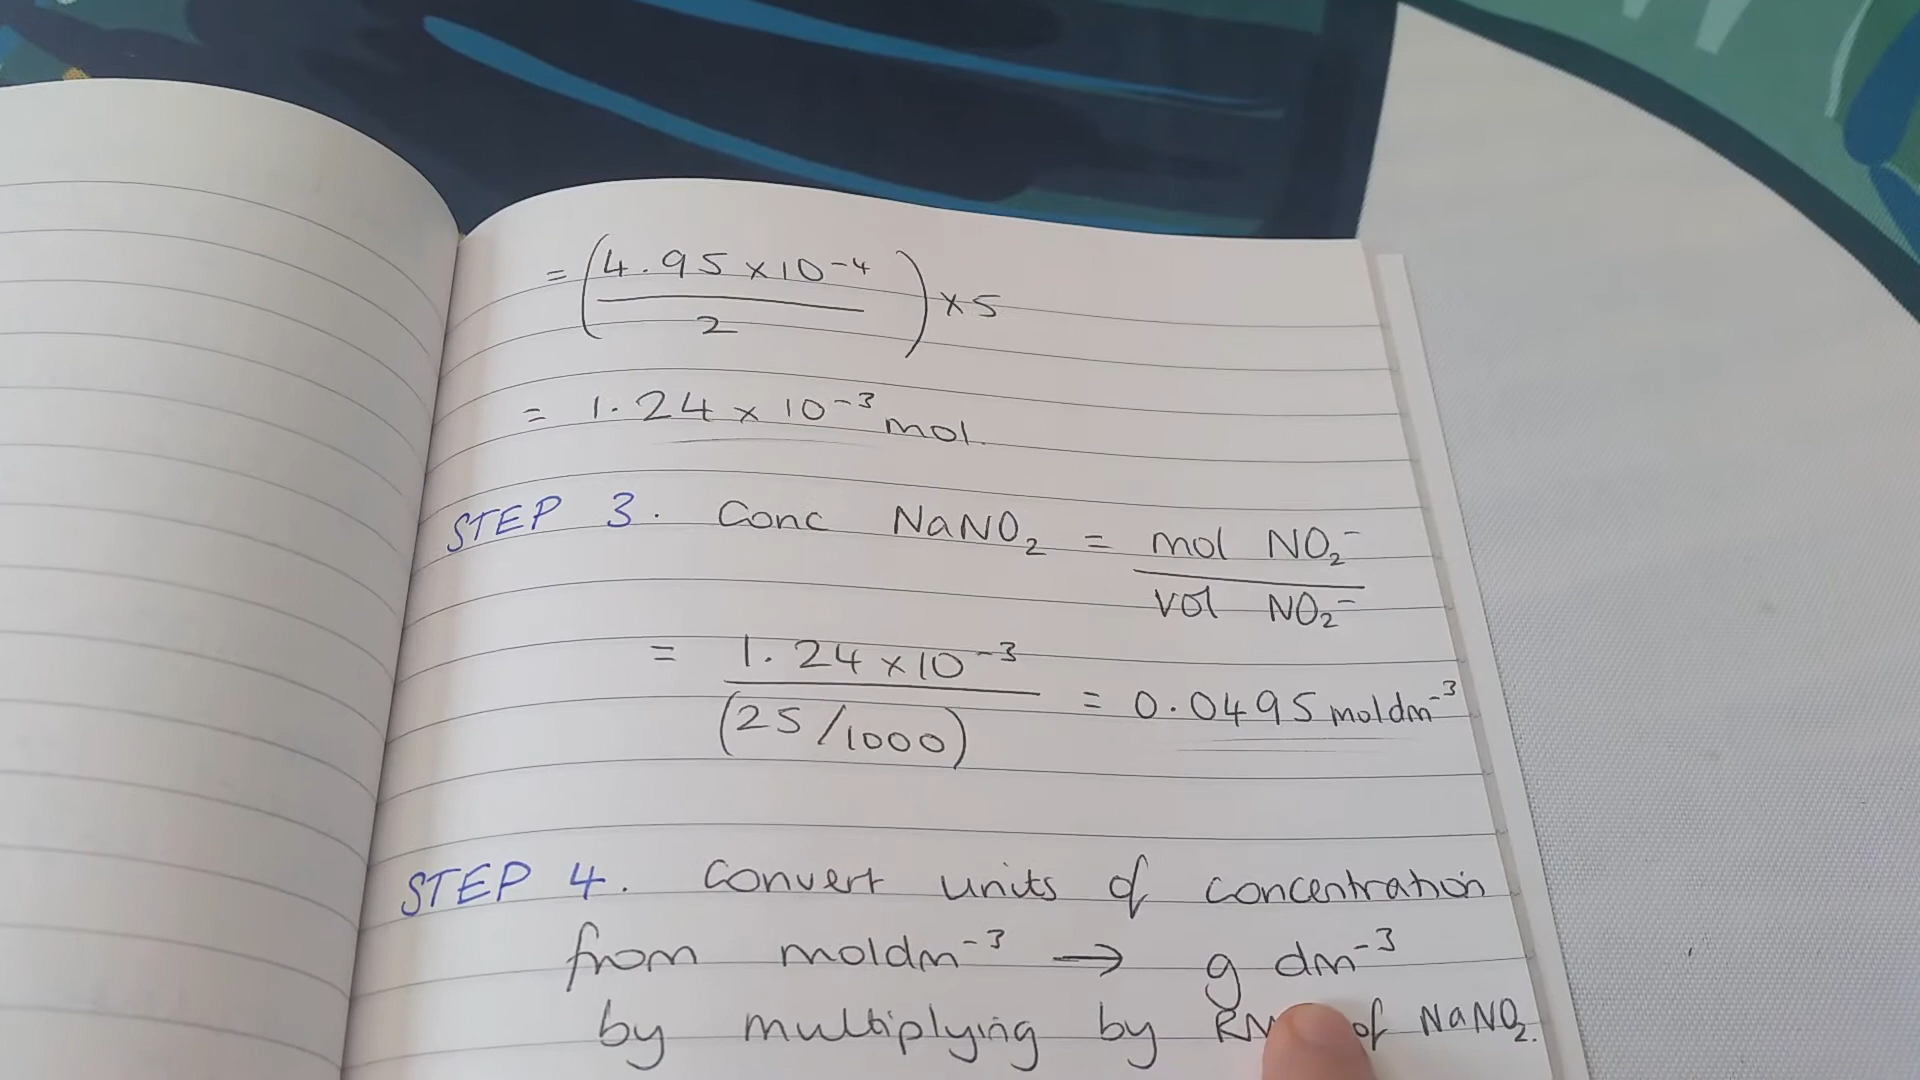 = (4.95 x 10⁻⁴ / 2) x 5
= 1.24 x 10⁻³ mol.
STEP 3. Conc NaNO₂ = mol NO₂⁻ / vol NO₂⁻
= 1.24 x 10⁻³ / (25/1000) = 0.0495 moldm⁻³
STEP 4. Convert units of concentration
from moldm⁻³ → g dm⁻³
by multiplying by of NaNO₂.